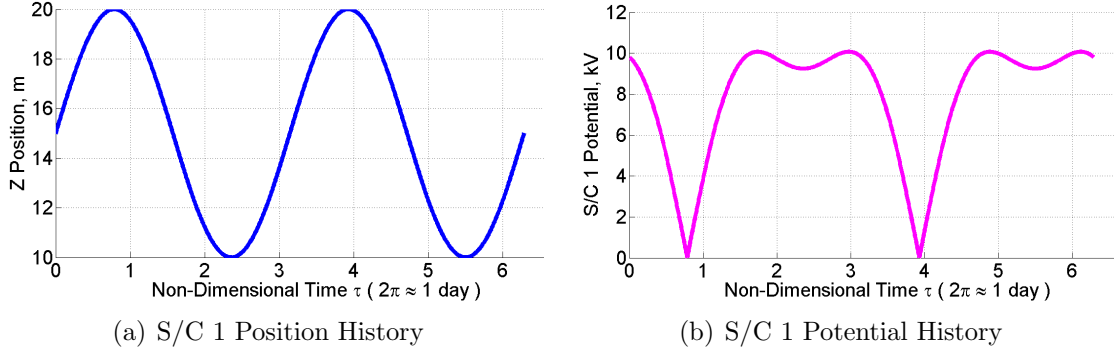 20
18
16
14
12
10
Z Position, m
0 1 2 3 4 5 6
Non-Dimensional Time τ ( 2π ≈ 1 day )
(a) S/C 1 Position History
12
10
8
6
4
2
0
S/C 1 Potential, kV
0 1 2 3 4 5 6
Non-Dimensional Time τ ( 2π ≈ 1 day )
(b) S/C 1 Potential History